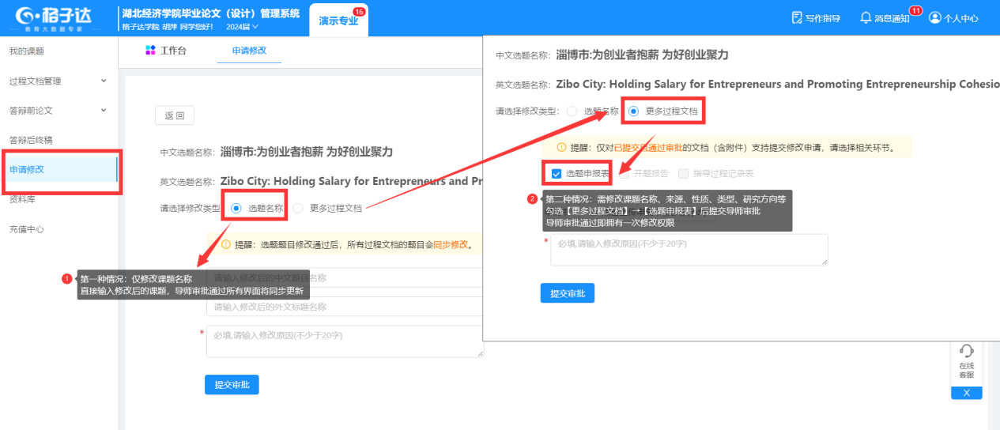 格子达
教育大数据专家
湖北经济学院毕业论文（设计）管理系统
格子达学院 胡萍 同学您好! 2024届
演示专业
16
写作指导
消息通知
11
个人中心
我的课题
过程文档管理
答辩前论文
答辩后终稿
申请修改
资料库
充值中心
工作台
申请修改
返 回
中文选题名称: 淄博市:为创业者抱薪 为好创业聚力
英文选题名称: Zibo City: Holding Salary for Entrepreneurs and Pr
请选择修改类型 选题名称 更多过程文档
提醒：选题题目修改通过后，所有过程文档的题目会同步修改。
1
第一种情况：仅修改课题名称
直接输入修改后的课题，导师审批通过所有界面将同步更新
请输入修改后的中文题目名称
请输入修改后的外文标题名称
* 必填,请输入修改原因(不少于20字)
提交审批
中文选题名称: 淄博市:为创业者抱薪 为好创业聚力
英文选题名称: Zibo City: Holding Salary for Entrepreneurs and Promoting Entrepreneurship Cohesio
请选择修改类型: 选题名称 更多过程文档
提醒：仅对已提交且通过审批的文档（含附件）支持提交修改申请，请选择相关环节。
选题申报表 开题报告 指导过程记录表
2
第二种情况：需修改课题名称、来源、性质、类型、研究方向等
勾选【更多过程文档】→【选题申报表】后提交导师审批
导师审批通过即拥有一次修改权限
* 必填,请输入修改原因(不少于20字)
提交审批
在线
客服
X